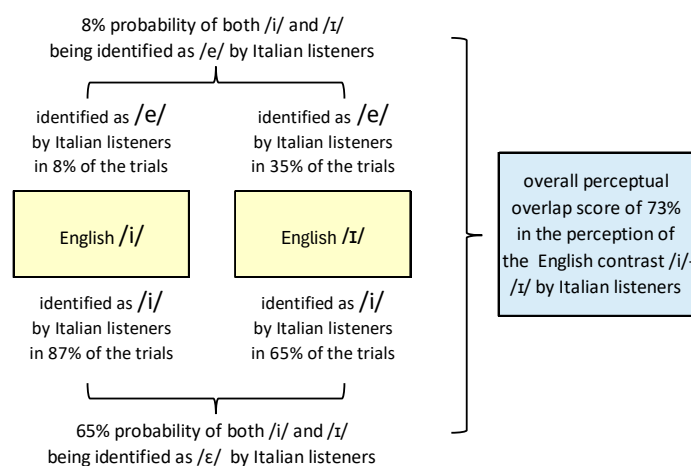 8% probability of both /i/ and /ɪ/
being identified as /e/ by Italian listeners
identified as /e/
by Italian listeners
in 8% of the trials
identified as /e/
by Italian listeners
in 35% of the trials
English /i/
English /ɪ/
identified as /i/
by Italian listeners
in 87% of the trials
identified as /i/
by Italian listeners
in 65% of the trials
65% probability of both /i/ and /ɪ/
being identified as /ɛ/ by Italian listeners
overall perceptual
overlap score of 73%
in the perception of
the English contrast /i/-
/ɪ/ by Italian listeners